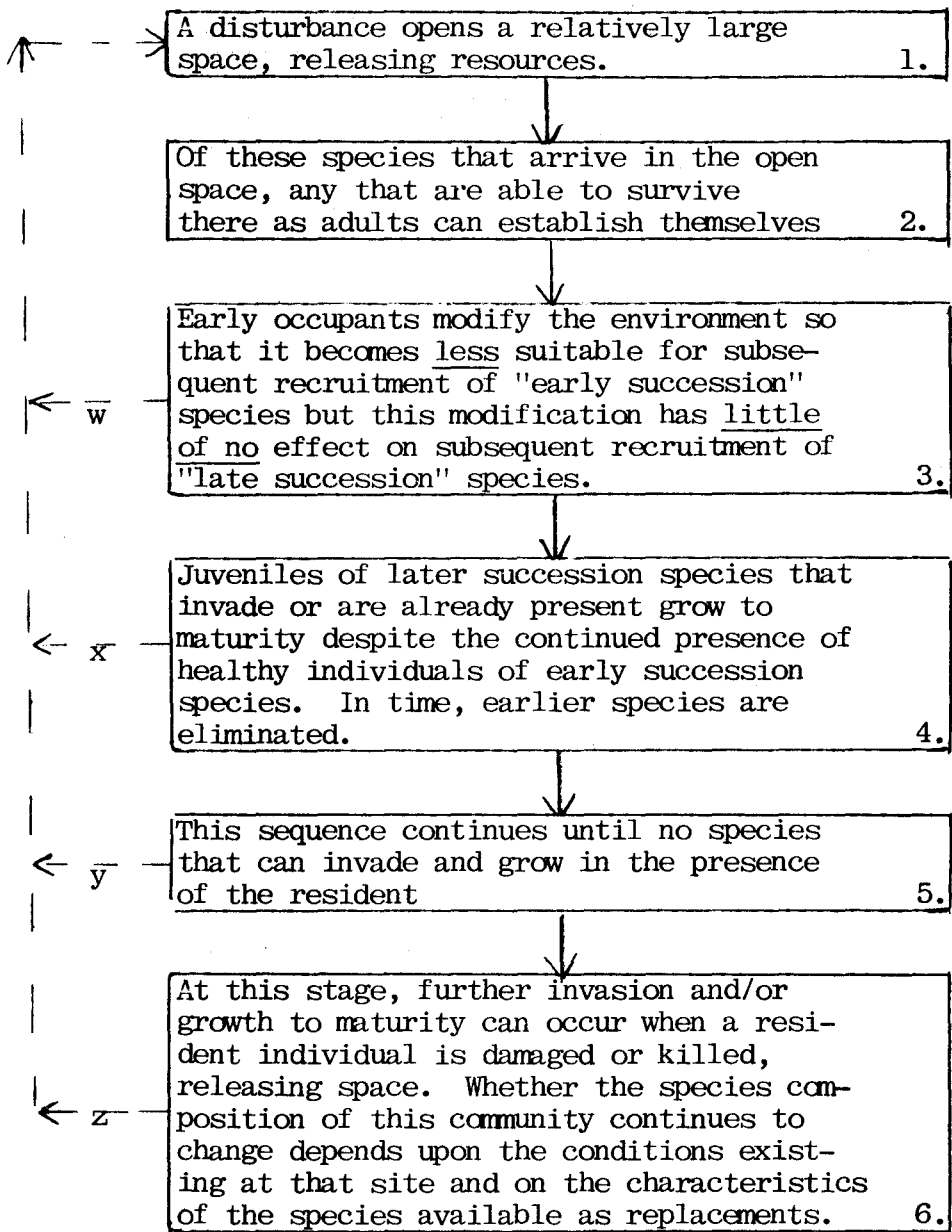 A disturbance opens a relatively large
space, releasing resources. 1.
Of these species that arrive in the open
space, any that are able to survive
there as adults can establish themselves 2.
Early occupants modify the environment so
that it becomes less suitable for subse-
quent recruitment of "early succession"
w
species but this modification has little
of no effect on subsequent recruitment of
"late succession" species. 3.
Juveniles of later succession species that
invade or are already present grow to
x
maturity despite the continued presence of
healthy individuals of early succession
species. In time, earlier species are
eliminated. 4.
This sequence continues until no species
that can invade and grow in the presence
y
of the resident 5.
At this stage, further invasion and/or
growth to maturity can occur when a resi-
dent individual is damaged or killed,
releasing space. Whether the species com-
z
position of this community continues to
change depends upon the conditions exist-
ing at that site and on the characteristics
of the species available as replacements. 6.